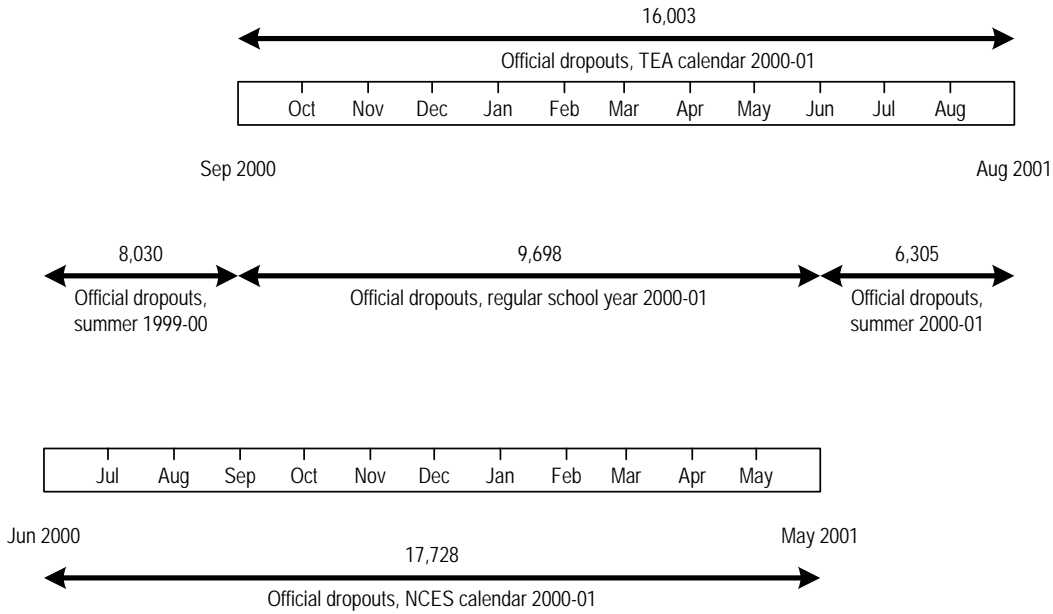 16,003
Official dropouts, TEA calendar 2000-01
Oct Nov Dec Jan Feb Mar Apr May Jun Jul Aug
Sep 2000 Aug 2001
8,030 9,698 6,305
Official dropouts, Official dropouts, regular school year 2000-01 Official dropouts,
summer 1999-00 summer 2000-01
Jul Aug Sep Oct Nov Dec Jan Feb Mar Apr May
Jun 2000 May 2001
17,728
Official dropouts, NCES calendar 2000-01